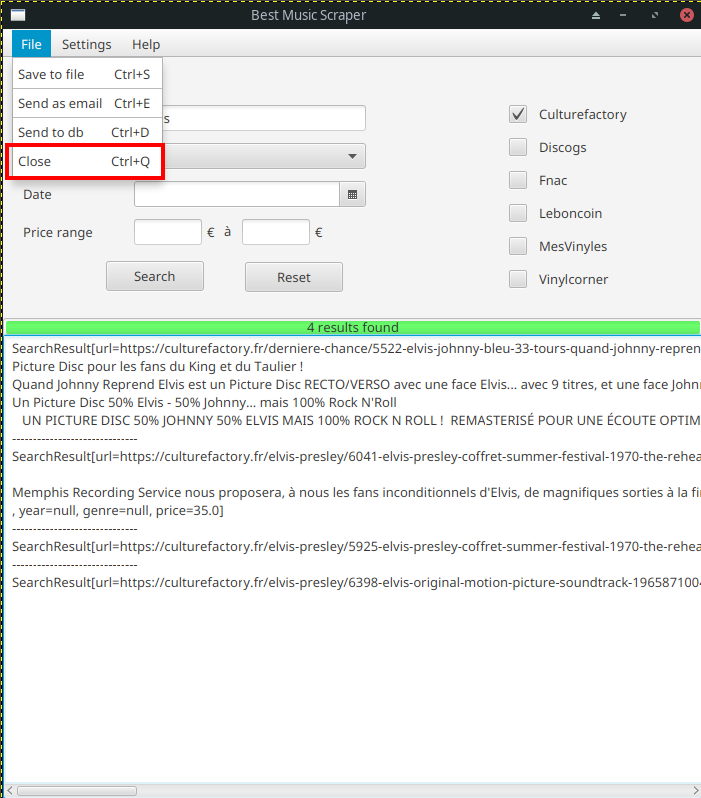 Best Music Scraper
File Settings Help
Save to file Ctrl+S
Send as email Ctrl+E
Send to db Ctrl+D
Close Ctrl+Q
s
Date
Price range € à €
Search Reset
Culturefactory
Discogs
Fnac
Leboncoin
MesVinyles
Vinylcorner
4 results found
SearchResult[url=https://culturefactory.fr/derniere-chance/5522-elvis-johnny-bleu-33-tours-quand-johnny-repren
Picture Disc pour les fans du King et du Taulier !
Quand Johnny Reprend Elvis est un Picture Disc RECTO/VERSO avec une face Elvis... avec 9 titres, et une face John
Un Picture Disc 50% Elvis - 50% Johnny... mais 100% Rock N'Roll
UN PICTURE DISC 50% JOHNNY 50% ELVIS MAIS 100% ROCK N ROLL ! REMASTERISÉ POUR UNE ÉCOUTE OPTIM
------------------------------
SearchResult[url=https://culturefactory.fr/elvis-presley/6041-elvis-presley-coffret-summer-festival-1970-the-rehea
Memphis Recording Service nous proposera, à nous les fans inconditionnels d'Elvis, de magnifiques sorties à la fi
, year=null, genre=null, price=35.0]
------------------------------
SearchResult[url=https://culturefactory.fr/elvis-presley/5925-elvis-presley-coffret-summer-festival-1970-the-rehea
------------------------------
SearchResult[url=https://culturefactory.fr/elvis-presley/6398-elvis-original-motion-picture-soundtrack-1965871004